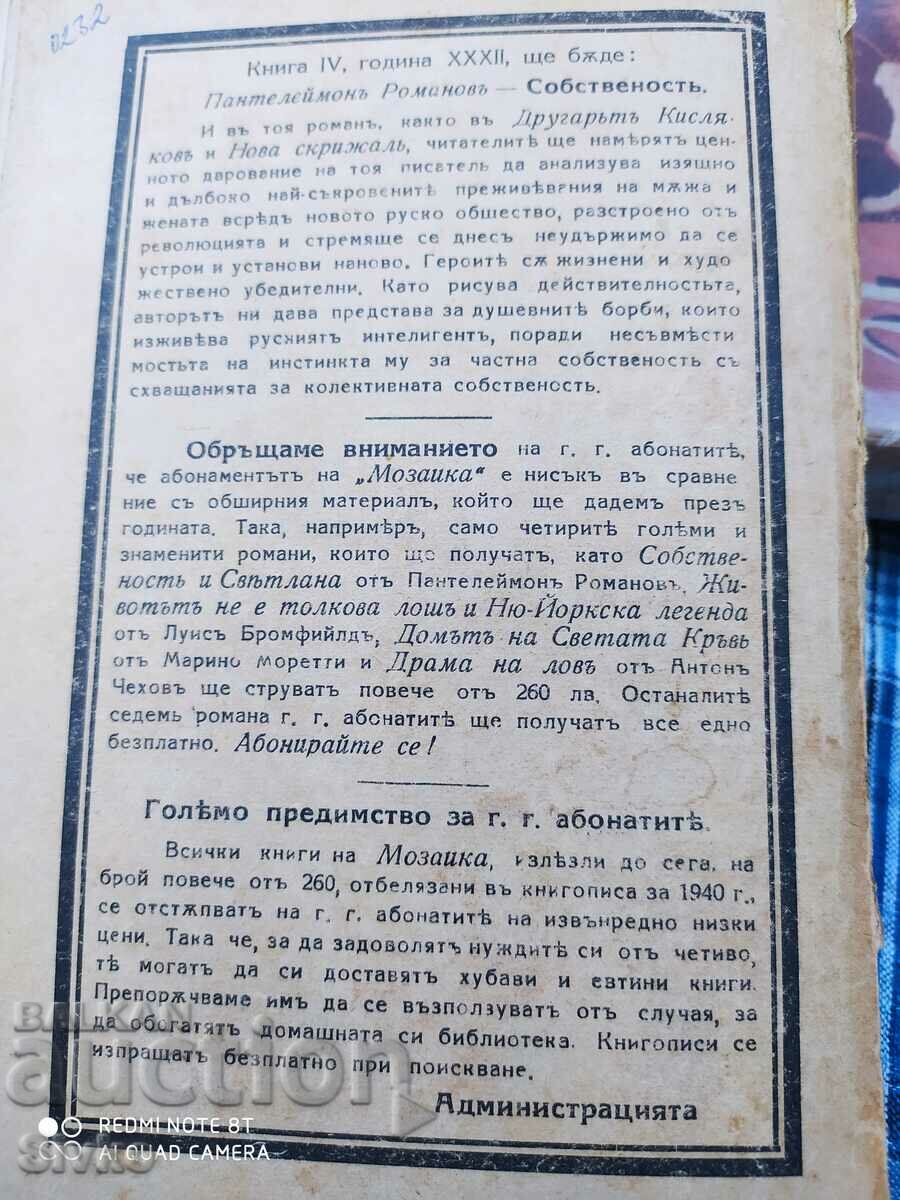 0232
Книга IV, година XXXII, ще бѫде:
Пантелеймонъ Романовъ — Собственость.
И въ тоя романъ, както въ Другарьтъ Кисля-
ковъ и Нова скрижаль, читателитѣ ще намѣрятъ цен-
ното дарование на тоя писатель да анализува изящно
и дълбоко най-съкровенитѣ преживѣвания на мѫжа и
жената всрѣдъ новото руско обшество, разстроено отъ
революцията и стремяще се днесъ неудържимо да се
устрои и установи наново. Героитѣ сѫ жизнени и худо
жествено убедителни. Като рисува действителностьта,
авторътъ ни дава представа за душевнитѣ борби, които
изживѣва руският интелигент, поради несъвмѣсти
мостьта на инстинкта му за частна собственость съ
схващанията за колективната собственость.
Обръщаме вниманието на г. г. абонатитѣ,
че абонаментътъ на „Мозаика“ е нисъкъ въ сравне
ние съ обширния материалъ, който ще дадемъ презъ
годината. Така, напримѣръ, само четиритѣ голѣми и
знаменити романи, които ще получатъ, като Собстве-
ность и Свѣтлана отъ Пантелеймонъ Романовъ, Жи-
вотътъ не е толкова лошъ и Ню-Йоркска легенда
отъ Луисъ Бромфийлдъ, Домътъ на Светата Кръвь
отъ Марино Моретти и Драма на ловъ отъ Антонъ
Чеховъ ще струватъ повече отъ 260 лв. Останалитѣ
седемь романа г. г. абонатитѣ ще получатъ все едно
безплатно. Абонирайте се!
Голѣмо предимство за г. г. абонатитѣ.
Всички книги на Мозаика, излѣзли до сега, на
брой повече отъ 260, отбелязани въ книгописа за 1940 г.,
се отстѫпватъ на г. г. абонатитѣ на извънредно низки
цени. Така че, за да задоволятъ нуждитѣ си отъ четиво,
тѣ могатъ да си доставятъ хубави и евтини книги.
Препорѫчваме имъ да се възползуватъ отъ случая, за
да обогатятъ домашната си библиотека. Книгописи се
изпращатъ безплатно при поискване.
Администрацията
BALKAN
auction
REDMI NOTE 8T
AI QUAD CAMERA
Sivko